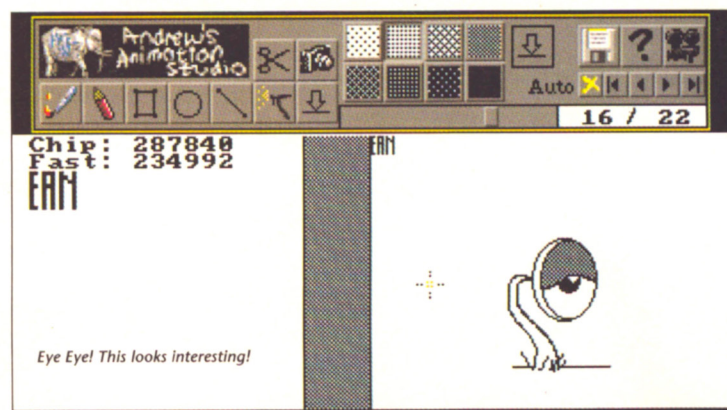 Andrew's
Animation
Studio
Auto
16 / 22
Chip: 287840
Fast: 234992
EAN
EAN
Eye Eye! This looks interesting!